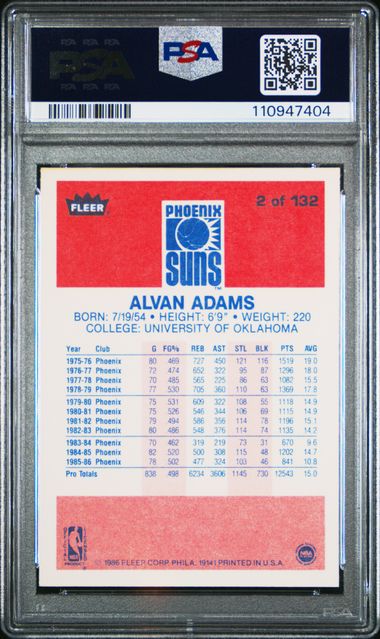 PSA
PSA
110947404
FLEER
PHOENIX
SUNS
TM
2 of 132
ALVAN ADAMS
BORN: 7/19/54 • HEIGHT: 6'9" • WEIGHT: 220
COLLEGE: UNIVERSITY OF OKLAHOMA
Year Club G FG% REB AST STL BLK PTS AVG
1975-76 Phoenix 80 469 727 450 121 116 1519 19.0
1976-77 Phoenix 72 474 652 322 95 87 1296 18.0
1977-78 Phoenix 70 485 565 225 86 63 1082 15.5
1978-79 Phoenix 77 530 705 360 110 63 1369 17.8
1979-80 Phoenix 75 531 609 322 108 55 1118 14.9
1980-81 Phoenix 75 526 546 344 106 69 1115 14.9
1981-82 Phoenix 79 494 586 356 114 78 1196 15.1
1982-83 Phoenix 80 486 548 376 114 74 1135 14.2
1983-84 Phoenix 70 462 319 219 73 31 670 9.6
1984-85 Phoenix 82 520 500 308 115 48 1202 14.7
1985-86 Phoenix 78 502 477 324 103 46 841 10.8
Pro Totals 838 498 6234 3606 1145 730 12543 15.0
NBA
PRODUCT
© 1986 FLEER CORP. PHILA. 19141 PRINTED IN U.S.A.
PSA